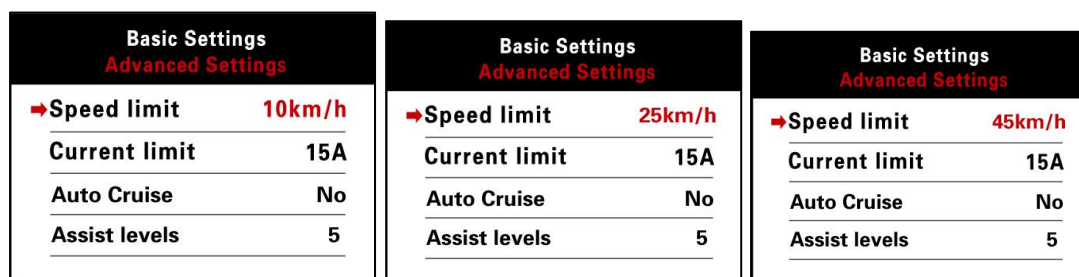 Basic Settings
Advanced Settings
Speed limit 10km/h
Current limit 15A
Auto Cruise No
Assist levels 5
Basic Settings
Advanced Settings
Speed limit 25km/h
Current limit 15A
Auto Cruise No
Assist levels 5
Basic Settings
Advanced Settings
Speed limit 45km/h
Current limit 15A
Auto Cruise No
Assist levels 5